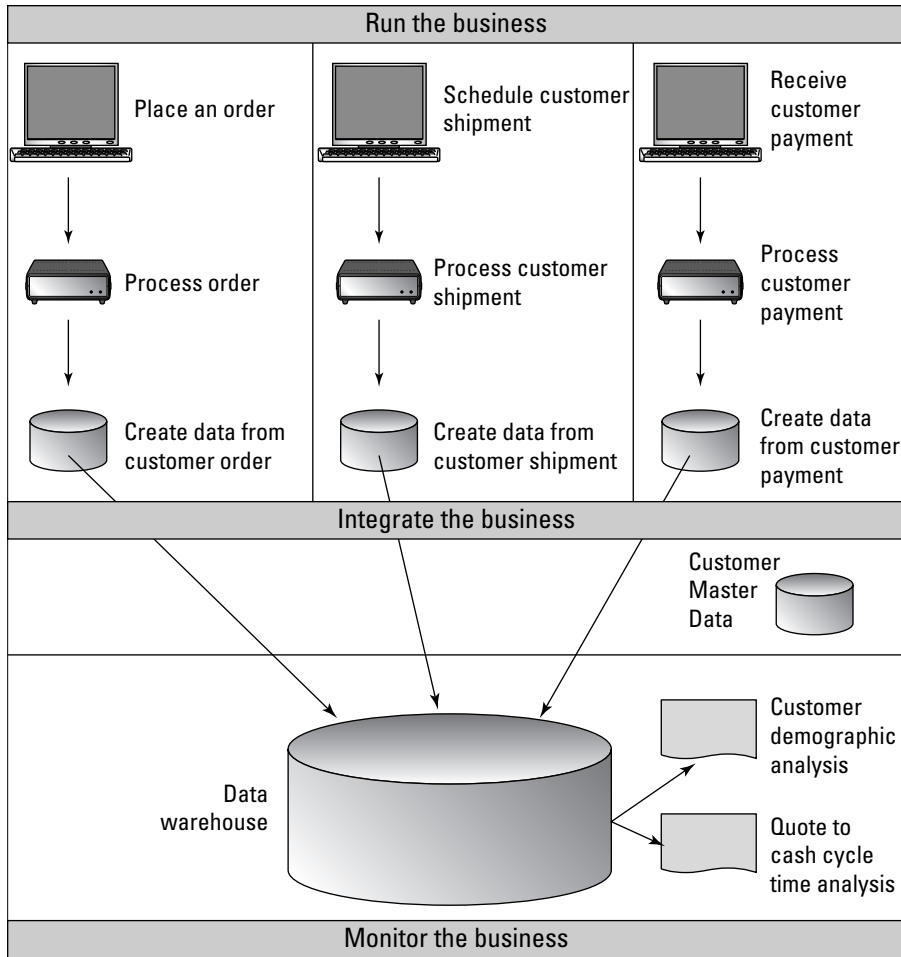 Run the business
Place an order
Schedule customer
shipment
Receive
customer
payment
Process order
Process customer
shipment
Process
customer
payment
Create data from
customer order
Create data from
customer shipment
Create data
from customer
payment
Integrate the business
Customer
Master
Data
Data
warehouse
Customer
demographic
analysis
Quote to
cash cycle
time analysis
Monitor the business